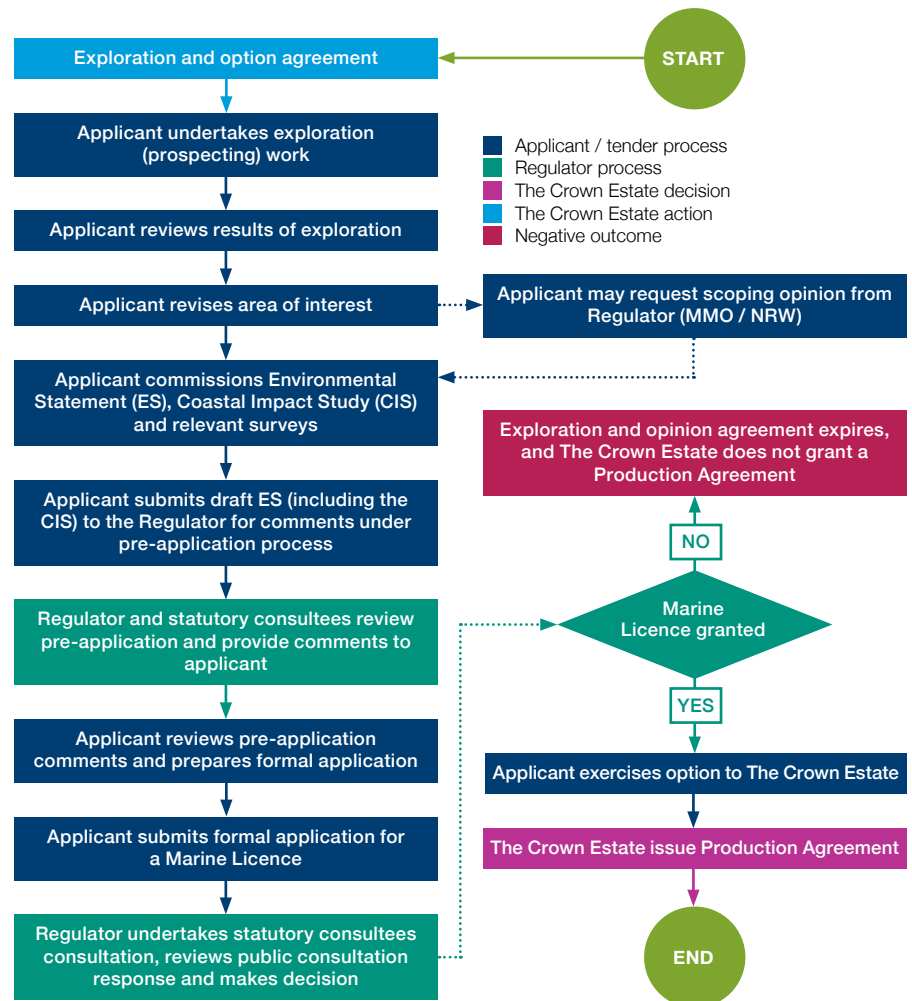 START
Exploration and option agreement
Applicant undertakes exploration
(prospecting) work
Applicant reviews results of exploration
Applicant revises area of interest
Applicant / tender process
Regulator process
The Crown Estate decision
The Crown Estate action
Negative outcome
Applicant may request scoping opinion from
Regulator (MMO / NRW)
Applicant commissions Environmental
Statement (ES), Coastal Impact Study (CIS)
and relevant surveys
Applicant submits draft ES (including the
CIS) to the Regulator for comments under
pre-application process
Regulator and statutory consultees review
pre-application and provide comments to
applicant
Applicant reviews pre-application
comments and prepares formal application
Applicant submits formal application for
a Marine Licence
Regulator undertakes statutory consultees
consultation, reviews public consultation
response and makes decision
Exploration and opinion agreement expires,
and The Crown Estate does not grant a
Production Agreement
NO
Marine
Licence granted
YES
Applicant exercises option to The Crown Estate
The Crown Estate issue Production Agreement
END